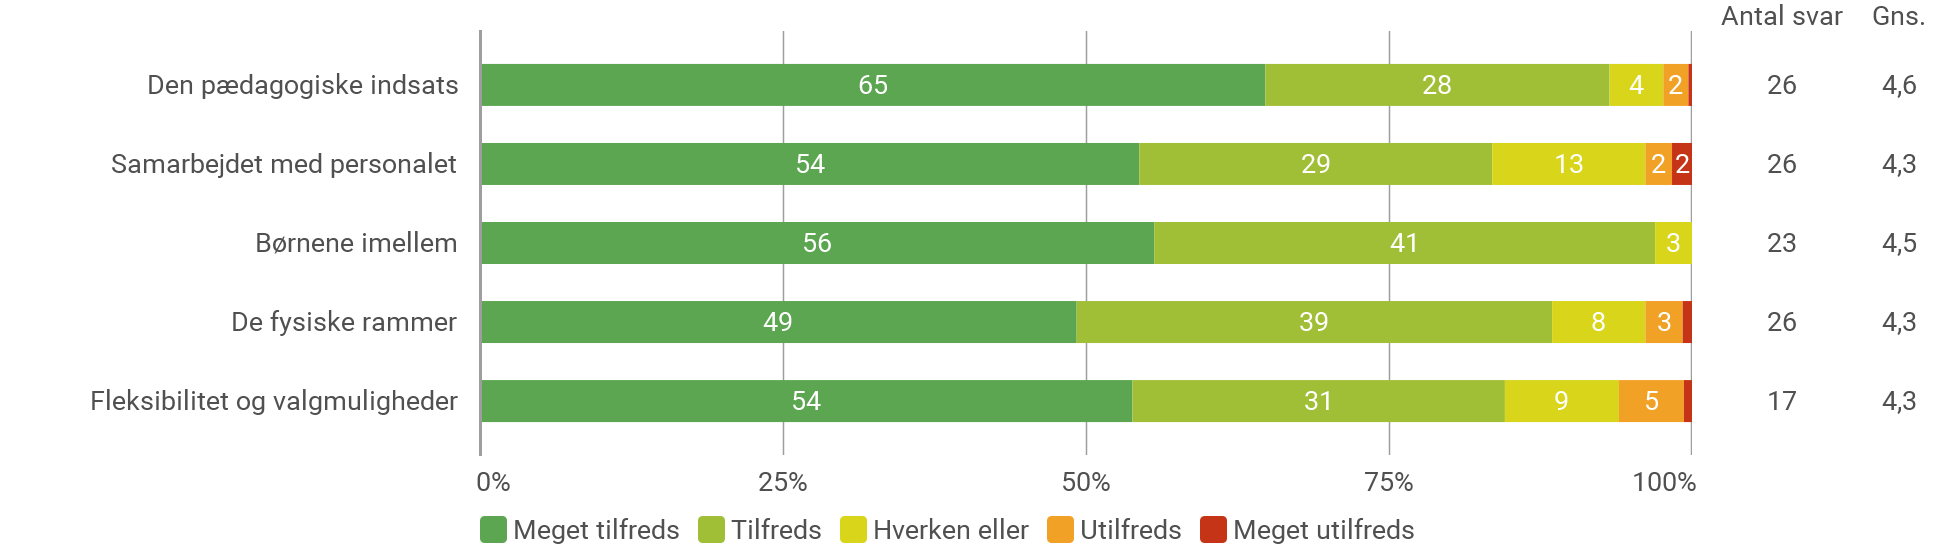 Antal svar Gns.
Den pædagogiske indsats 65 28 4 2 26 4,6
Samarbejdet med personalet 54 29 13 2 2 26 4,3
Børnene imellem 56 41 3 23 4,5
De fysiske rammer 49 39 8 3 26 4,3
Fleksibilitet og valgmuligheder 54 31 9 5 17 4,3
0% 25% 50% 75% 100%
Meget tilfreds Tilfreds Hverken eller Utilfreds Meget utilfreds